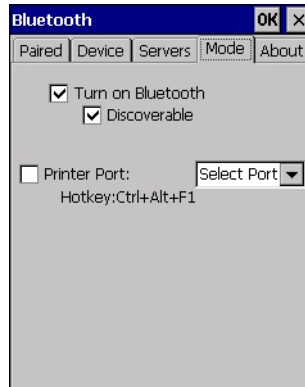 Bluetooth OK ×
Paired Device Servers Mode About
Turn on Bluetooth
Discoverable
Printer Port: Select Port
Hotkey:Ctrl+Alt+F1